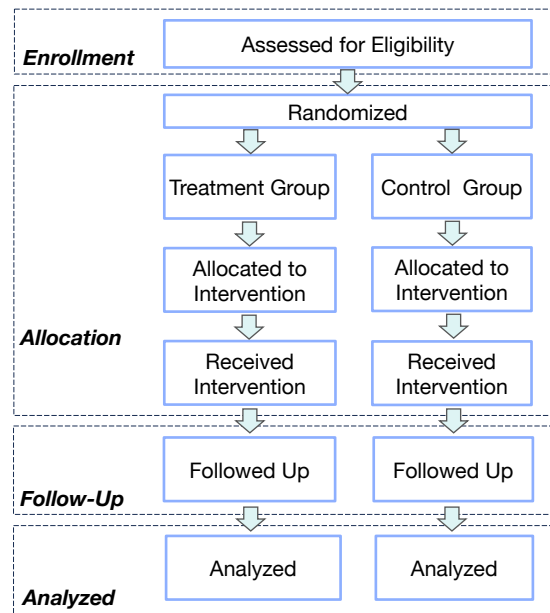 Assessed for Eligibility
Enrollment
Randomized
Treatment Group
Control Group
Allocated to
Intervention
Allocated to
Intervention
Allocation
Received
Intervention
Received
Intervention
Followed Up
Followed Up
Follow-Up
Analyzed
Analyzed
Analyzed